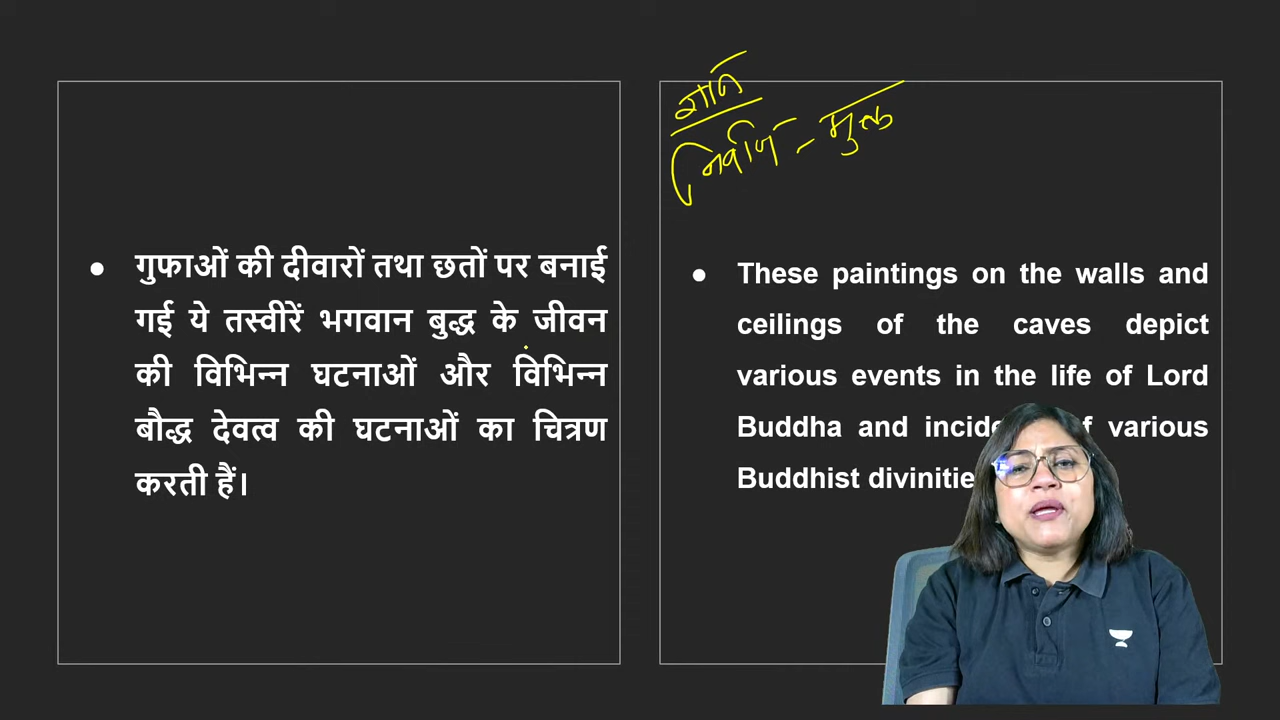 गुफाओं की दीवारों तथा छतों पर बनाई
गई ये तस्वीरें भगवान बुद्ध के जीवन
की विभिन्न घटनाओं और विभिन्न
बौद्ध देवत्व की घटनाओं का चित्रण
करती हैं।
निर्वाण - मुक्त
These paintings on the walls and
ceilings of the caves depict
various events in the life of Lord
Buddha and various
Buddhist